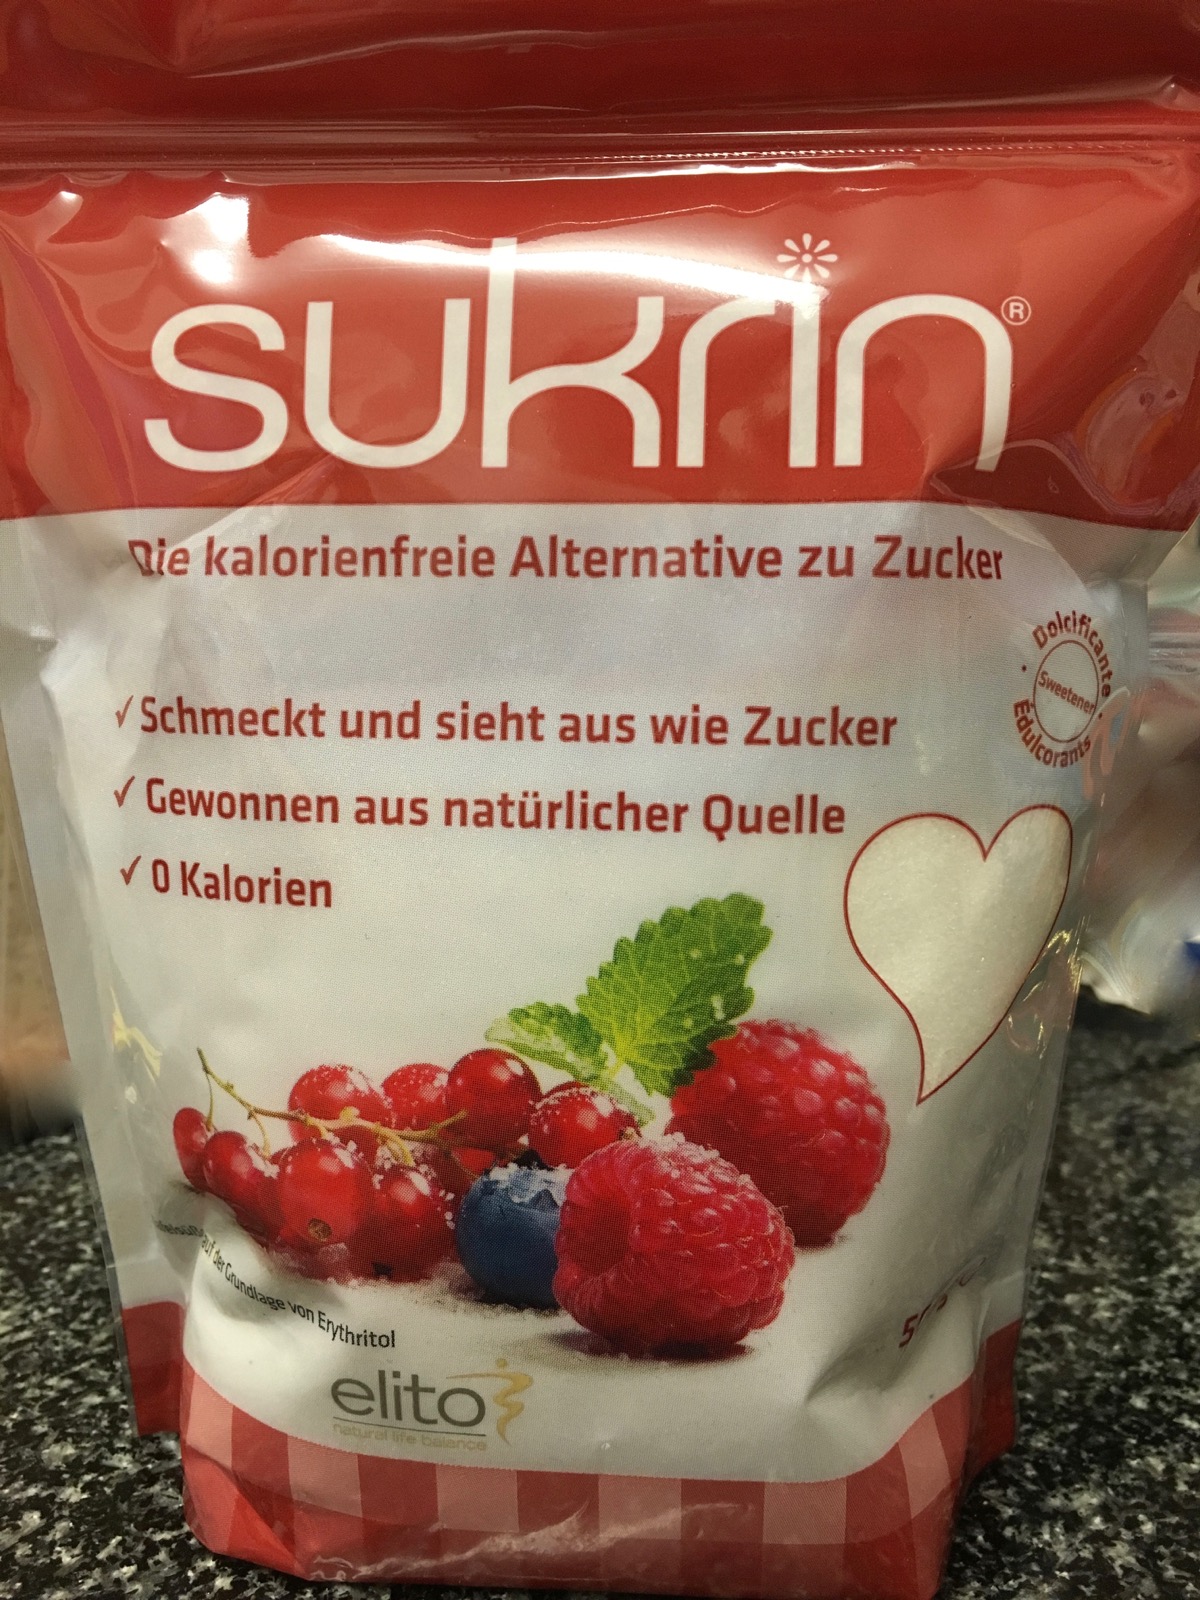 sukrin®
Die kalorienfreie Alternative zu Zucker
Dolcificante
Sweetener
Édulcorants
✓ Schmeckt und sieht aus wie Zucker
✓ Gewonnen aus natürlicher Quelle
✓ 0 Kalorien
auf der Grundlage von Erythritol
elito
natural life balance